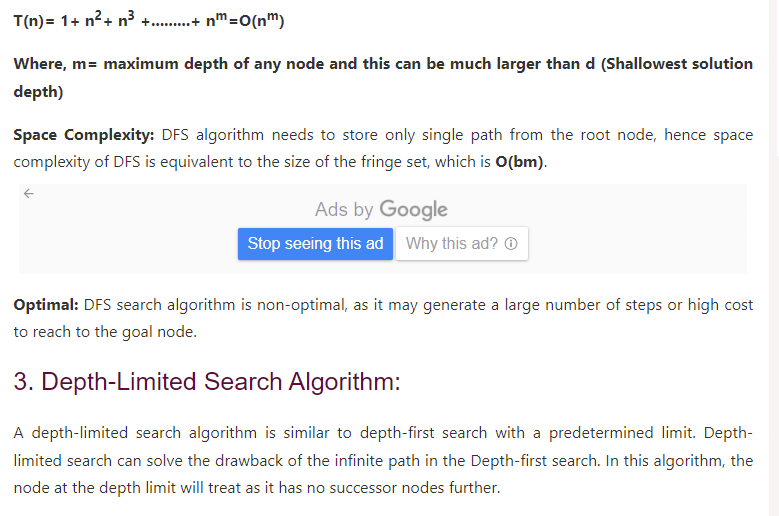 T(n)= 1+ n²+ n³ +.........+ nᵐ=O(nᵐ)
Where, m= maximum depth of any node and this can be much larger than d (Shallowest solution
depth)
Space Complexity: DFS algorithm needs to store only single path from the root node, hence space
complexity of DFS is equivalent to the size of the fringe set, which is O(bm).
Ads by Google
Stop seeing this ad Why this ad?
Optimal: DFS search algorithm is non-optimal, as it may generate a large number of steps or high cost
to reach to the goal node.
3. Depth-Limited Search Algorithm:
A depth-limited search algorithm is similar to depth-first search with a predetermined limit. Depth-
limited search can solve the drawback of the infinite path in the Depth-first search. In this algorithm, the
node at the depth limit will treat as it has no successor nodes further.